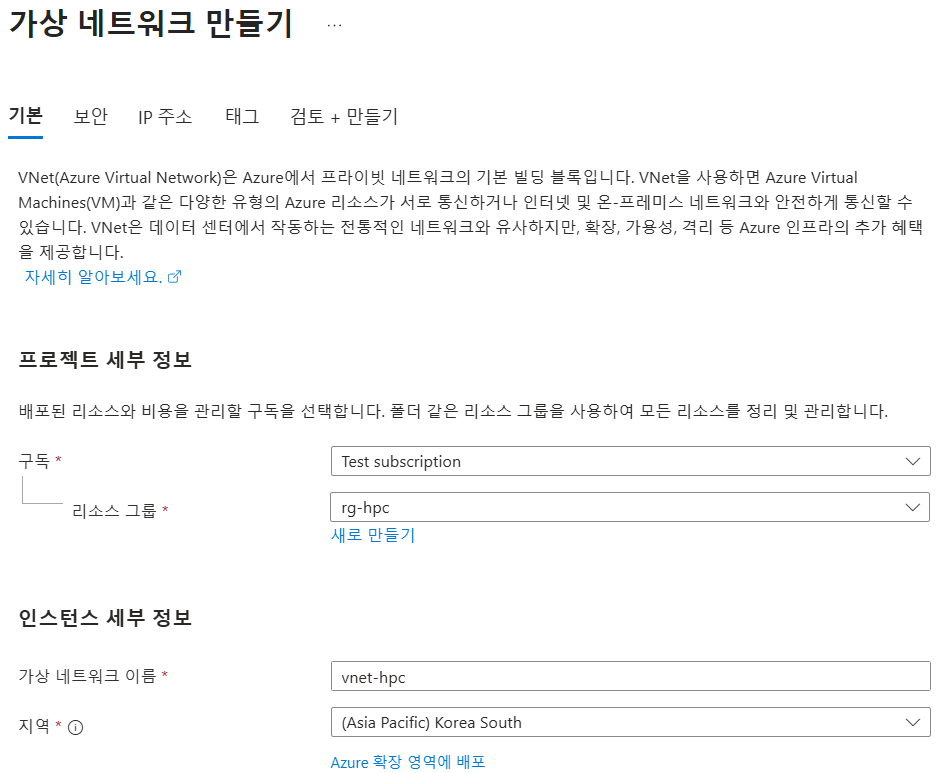 가상 네트워크 만들기 ...
기본 보안 IP 주소 태그 검토 + 만들기
VNet(Azure Virtual Network)은 Azure에서 프라이빗 네트워크의 기본 빌딩 블록입니다. VNet을 사용하면 Azure Virtual
Machines(VM)과 같은 다양한 유형의 Azure 리소스가 서로 통신하거나 인터넷 및 온-프레미스 네트워크와 안전하게 통신할 수
있습니다. VNet은 데이터 센터에서 작동하는 전통적인 네트워크와 유사하지만, 확장, 가용성, 격리 등 Azure 인프라의 추가 혜택
을 제공합니다.
자세히 알아보세요.
프로젝트 세부 정보
배포된 리소스와 비용을 관리할 구독을 선택합니다. 폴더 같은 리소스 그룹을 사용하여 모든 리소스를 정리 및 관리합니다.
구독 * Test subscription
리소스 그룹 * rg-hpc
새로 만들기
인스턴스 세부 정보
가상 네트워크 이름 * vnet-hpc
지역 * (Asia Pacific) Korea South
Azure 확장 영역에 배포